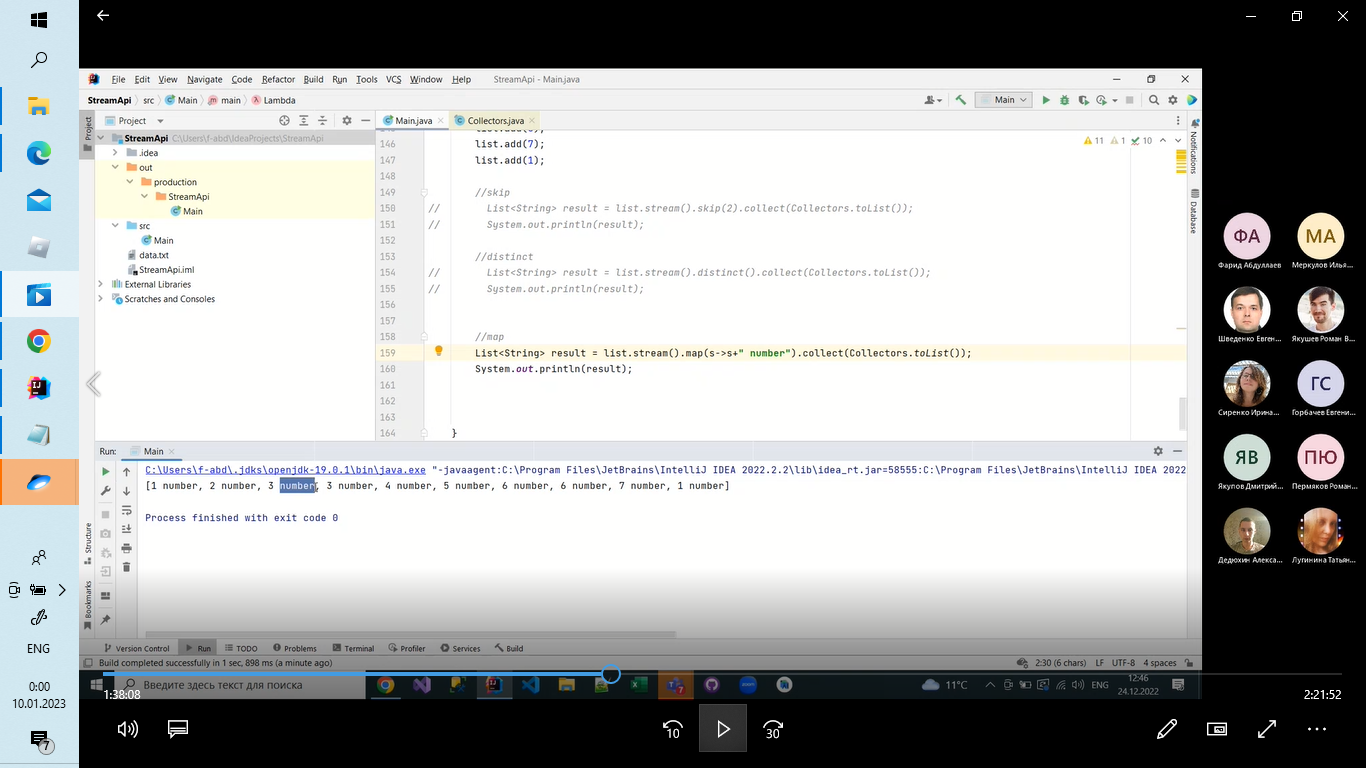 File Edit View Navigate Code Refactor Build Run Tools VCS Window Help StreamApi - Main.java
StreamApi src Main main Lambda Main
Project
Project
StreamApi C:\Users\f-abd\IdeaProjects\StreamApi
.idea
out
production
StreamApi
Main
src
Main
data.txt
StreamApi.iml
External Libraries
Scratches and Consoles
Structure
Bookmarks
Main.java Collectors.java
11 1 10
146 list.add(7);
147 list.add(1);
148
149 //skip
150 // List<String> result = list.stream().skip(2).collect(Collectors.toList());
151 // System.out.println(result);
152
153 //distinct
154 // List<String> result = list.stream().distinct().collect(Collectors.toList());
155 // System.out.println(result);
156
157
158 //map
159 List<String> result = list.stream().map(s->s+" number").collect(Collectors.toList());
160 System.out.println(result);
161
162
163
164 }
Notifications
Database
Run: Main
C:\Users\f-abd\.jdks\openjdk-19.0.1\bin\java.exe "-javaagent:C:\Program Files\JetBrains\IntelliJ IDEA 2022.2.2\lib\idea_rt.jar=58555:C:\Program Files\JetBrains\IntelliJ IDEA 2022
[1 number, 2 number, 3 number, 3 number, 4 number, 5 number, 6 number, 6 number, 7 number, 1 number]
Process finished with exit code 0
Version Control Run TODO Problems Terminal Profiler Services Build
Build completed successfully in 1 sec, 898 ms (a minute ago) 2:30 (6 chars) LF UTF-8 4 spaces
Введите здесь текст для поиска
7
11°C ENG 12:46
24.12.2022
1:38:08 2:21:52
10 30
ФА МА
Фарид Абдуллаев Меркулов Илья...
Шведенко Евген... Якушев Роман В...
ГС
Сиренко Ирина... Горбачев Евгени...
ЯВ ПЮ
Якупов Дмитрий... Пермяков Роман...
Дедюхин Алекса... Лугинина Татьян...
ENG
0:00
10.01.2023
7